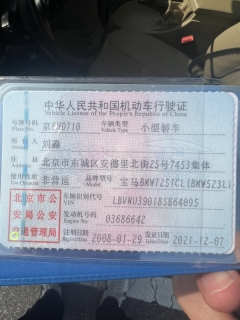 中华人民共和国机动车行驶证
Vehicle License of the People's Republic of China
号牌号码 车辆类型 小型轿车
Plate No. Vehicle Type
所有人 刘鑫
Owner
住址 北京市东城区安德里北街25号7453集体
Address
使用性质 非营运 品牌型号 宝马BMW7251CL(BMW523L
北京市公
安局公安
交通管理局
车辆识别代号
VIN LBVNU39018SB64095
发动机号码 03686642
Engine No.
注册日期 2008-01-29 发证日期 2021-12-07